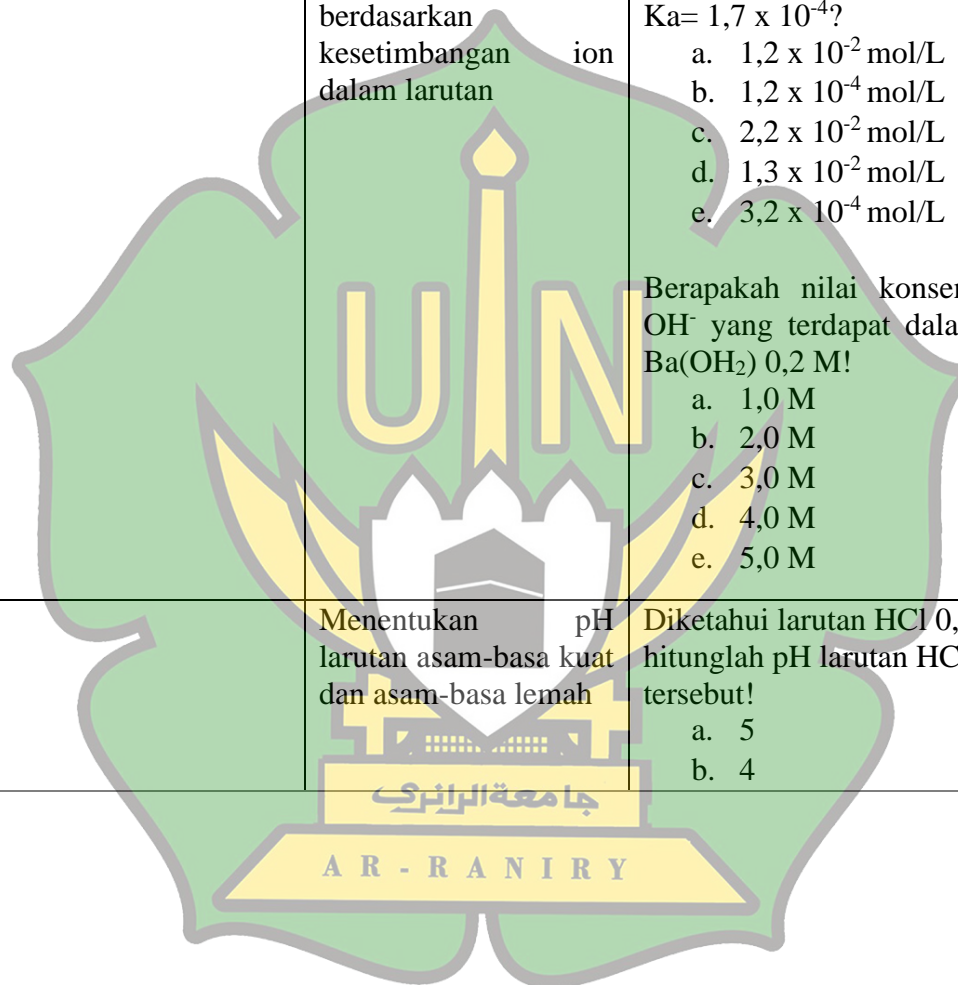 berdasarkan
kesetimbangan ion
dalam larutan
Ka= 1,7 x 10⁻⁴?
a. 1,2 x 10⁻² mol/L
b. 1,2 x 10⁻⁴ mol/L
c. 2,2 x 10⁻² mol/L
d. 1,3 x 10⁻² mol/L
e. 3,2 x 10⁻⁴ mol/L
Berapakah nilai konser
OH⁻ yang terdapat dala
Ba(OH₂) 0,2 M!
a. 1,0 M
b. 2,0 M
c. 3,0 M
d. 4,0 M
e. 5,0 M
Menentukan pH
larutan asam-basa kuat
dan asam-basa lemah
Diketahui larutan HCl 0,
hitunglah pH larutan HC
tersebut!
a. 5
b. 4
UIN
جامعة الرانري
AR-RANIRY